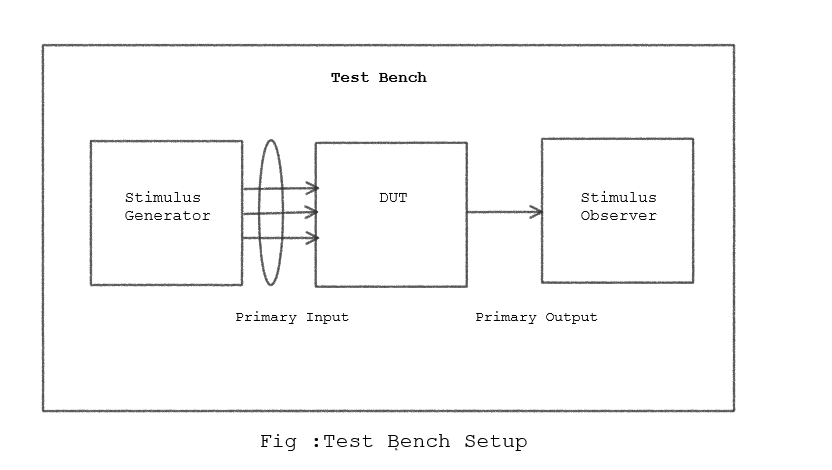 Test Bench
Stimulus
Generator
DUT
Stimulus
Observer
Primary Input
Primary Output
Fig :Test Bench Setup